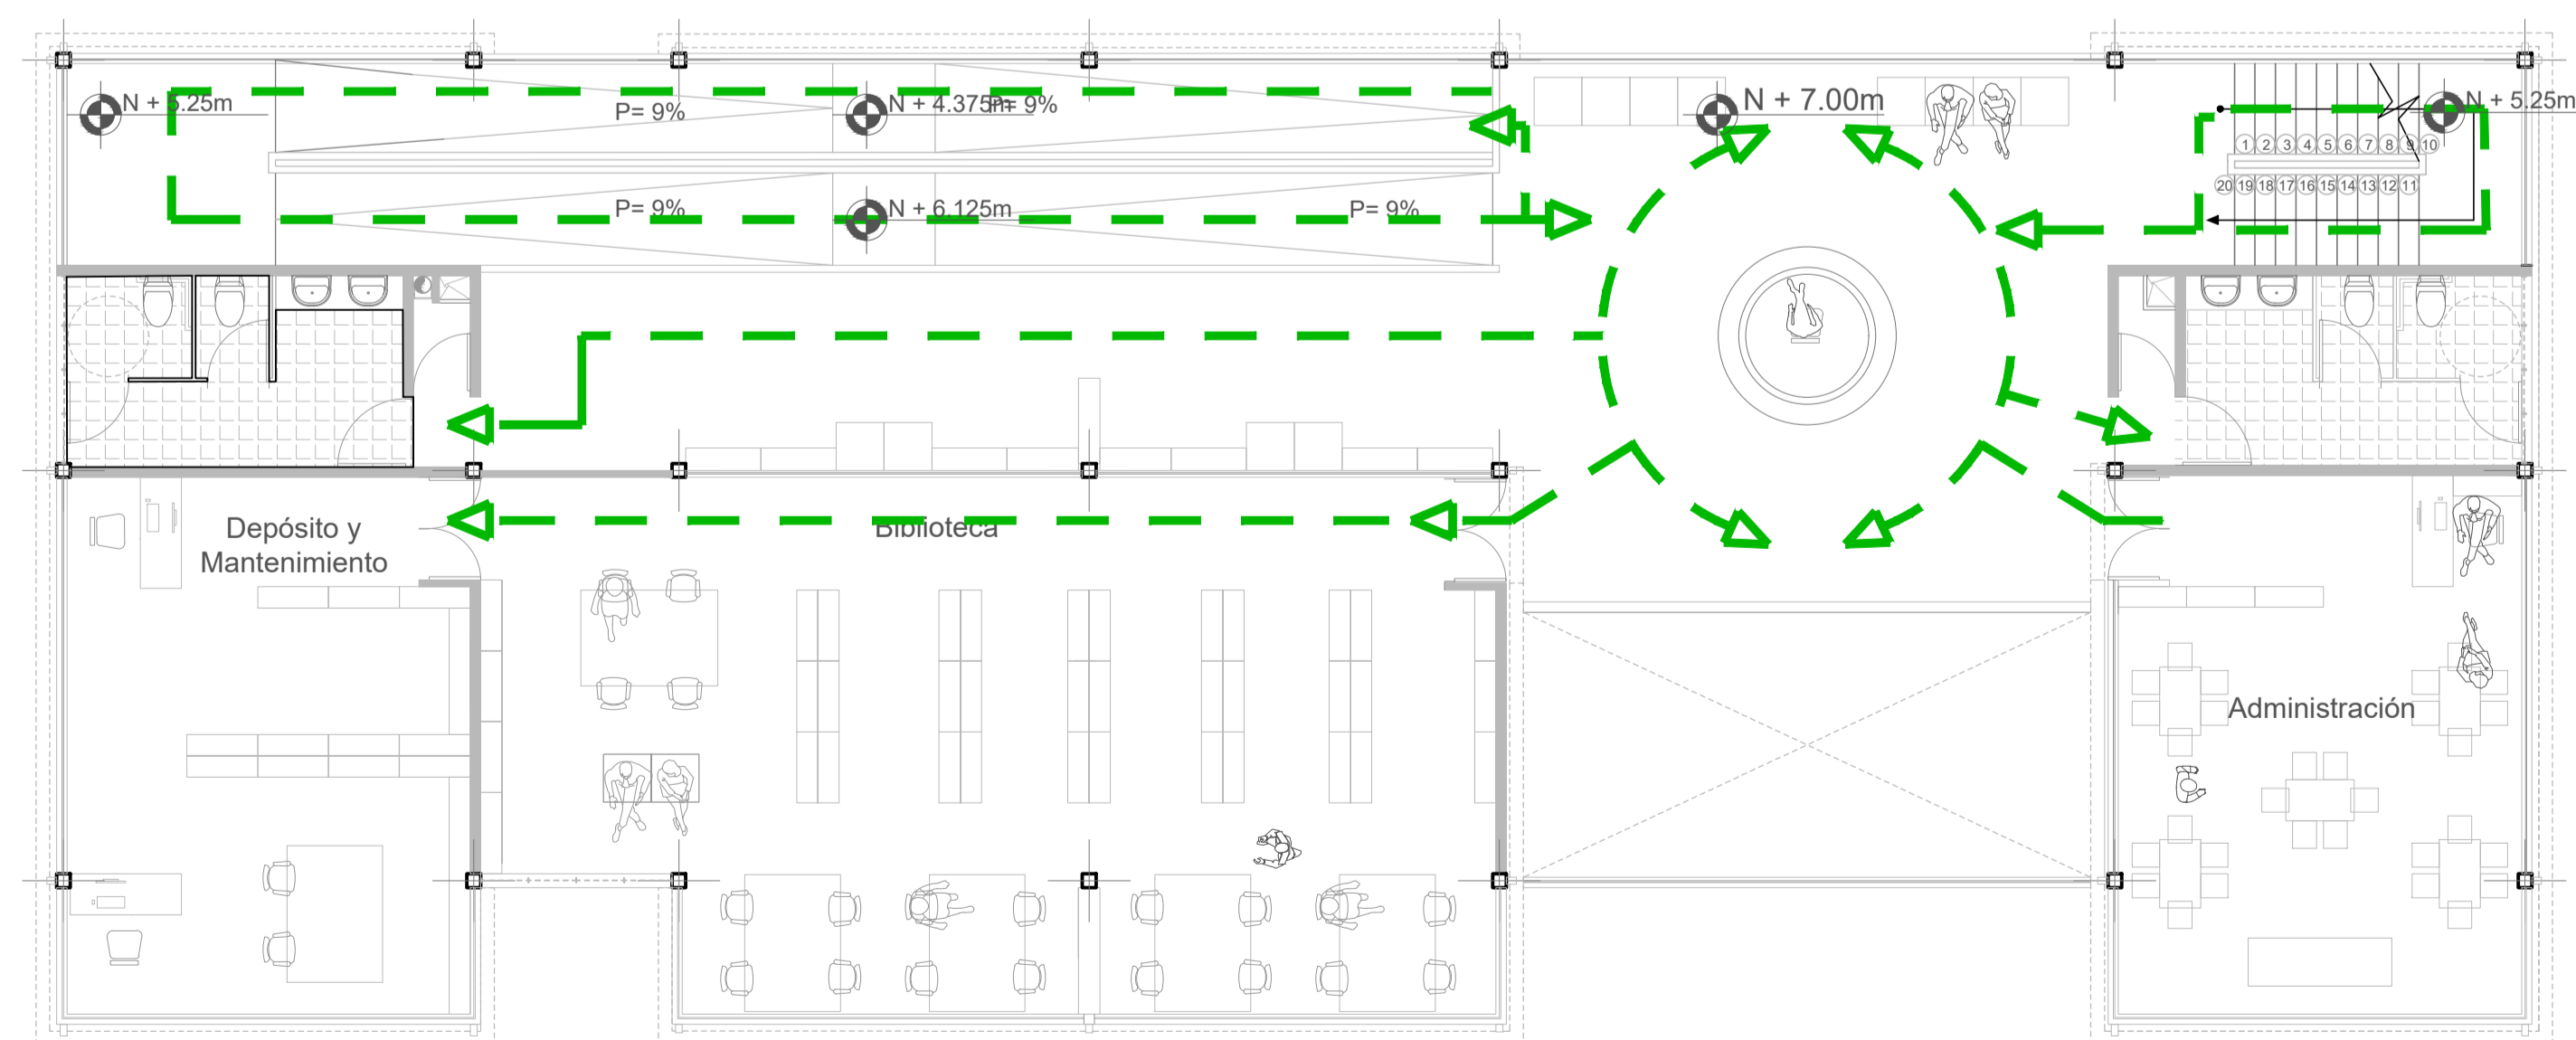 N + 5.25m
P= 9%
N + 4.375m
P= 9%
N + 7.00m
N + 5.25m
1 2 3 4 5 6 7 8 9 10
20 19 18 17 16 15 14 13 12 11
P= 9%
N + 6.125m
P= 9%
Depósito y
Mantenimiento
Biblioteca
Administración